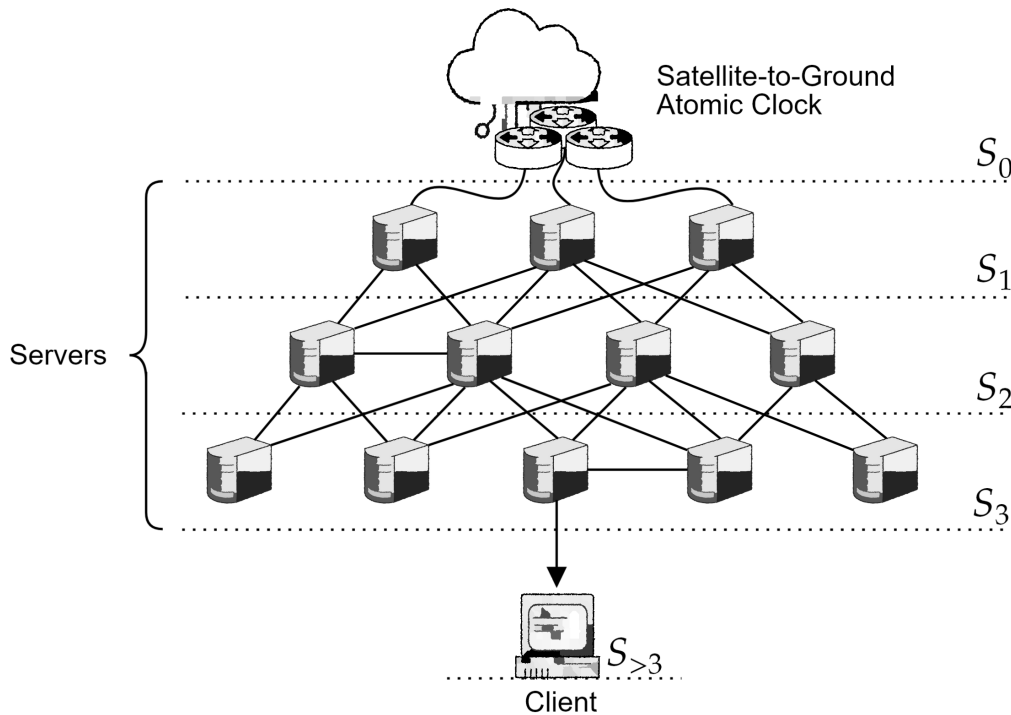 Satellite-to-Ground
Atomic Clock
S₀
S₁
Servers
S₂
S₃
S>₃
Client